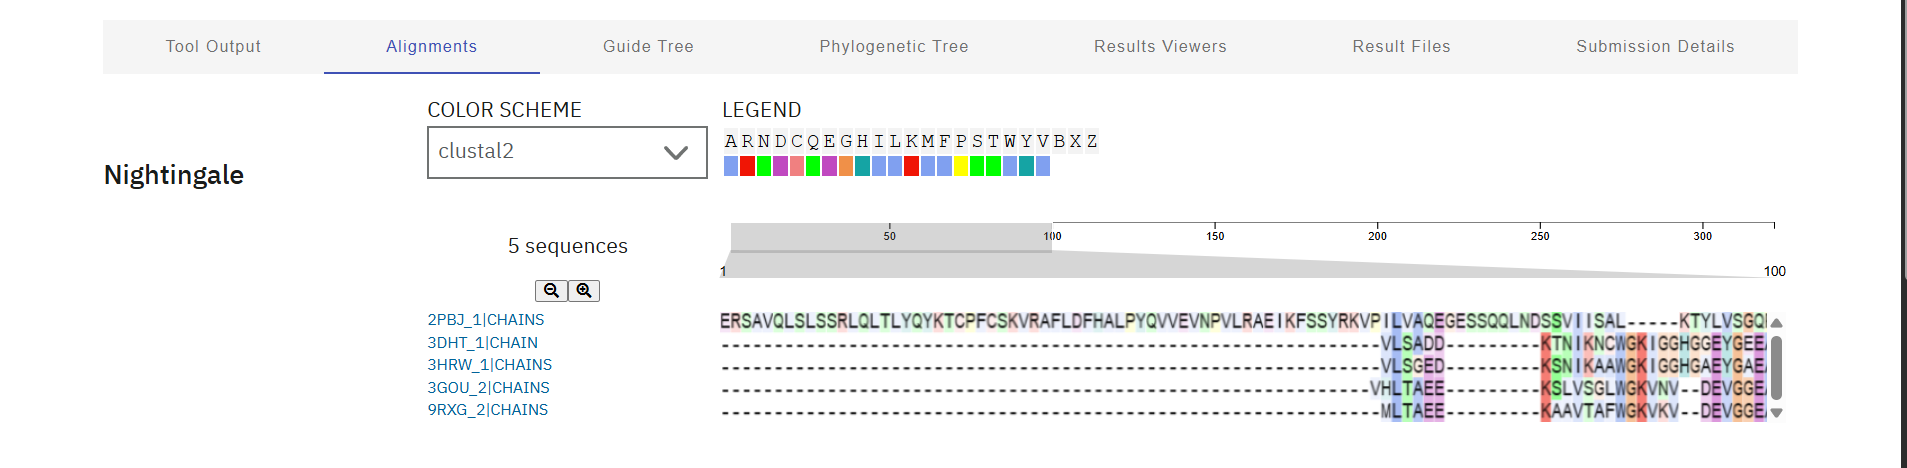 Tool Output
Alignments
Guide Tree
Phylogenetic Tree
Results Viewers
Result Files
Submission Details
COLOR SCHEME
LEGEND
clustal2
A R N D C Q E G H I L K M F P S T W Y V B X Z
Nightingale
50 100 150 200 250 300
5 sequences
1 100
2PBJ_1|CHAINS ERSAVQLSLSSRLQLTLYQYKTCPFCSKVRAFLDFHALPYQVVEVNPVLRAEIKFSSYRKVPILVAQEGESSQQLNDSSVIISAL-----KTYLVSGQ
3DHT_1|CHAIN --------------------------------------------------------------VLSADD---------KTNIKNCWGKIGGHGGEYGEE
3HRW_1|CHAINS --------------------------------------------------------------VLSGED---------KSNIKAAWGKIGGHGAEYGAE
3GOU_2|CHAINS -------------------------------------------------------------VHLTAEE---------KSLVSGLWGKVNV--DEVGGE
9RXG_2|CHAINS --------------------------------------------------------------MLTAEE---------KAAVTAFWGKVKV--DEVGGE